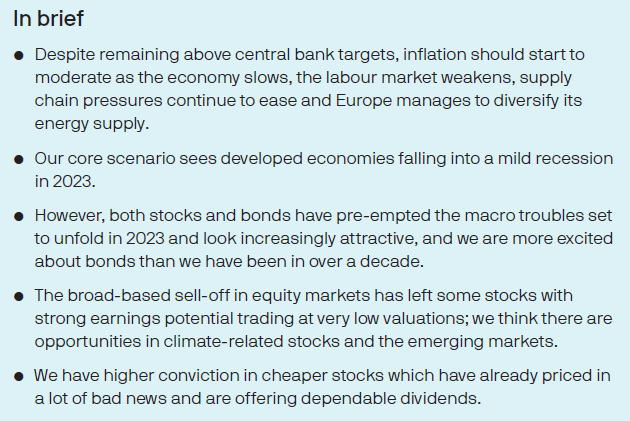 In brief
● Despite remaining above central bank targets, inflation should start to
moderate as the economy slows, the labour market weakens, supply
chain pressures continue to ease and Europe manages to diversify its
energy supply.
● Our core scenario sees developed economies falling into a mild recession
in 2023.
● However, both stocks and bonds have pre-empted the macro troubles set
to unfold in 2023 and look increasingly attractive, and we are more excited
about bonds than we have been in over a decade.
● The broad-based sell-off in equity markets has left some stocks with
strong earnings potential trading at very low valuations; we think there are
opportunities in climate-related stocks and the emerging markets.
● We have higher conviction in cheaper stocks which have already priced in
a lot of bad news and are offering dependable dividends.